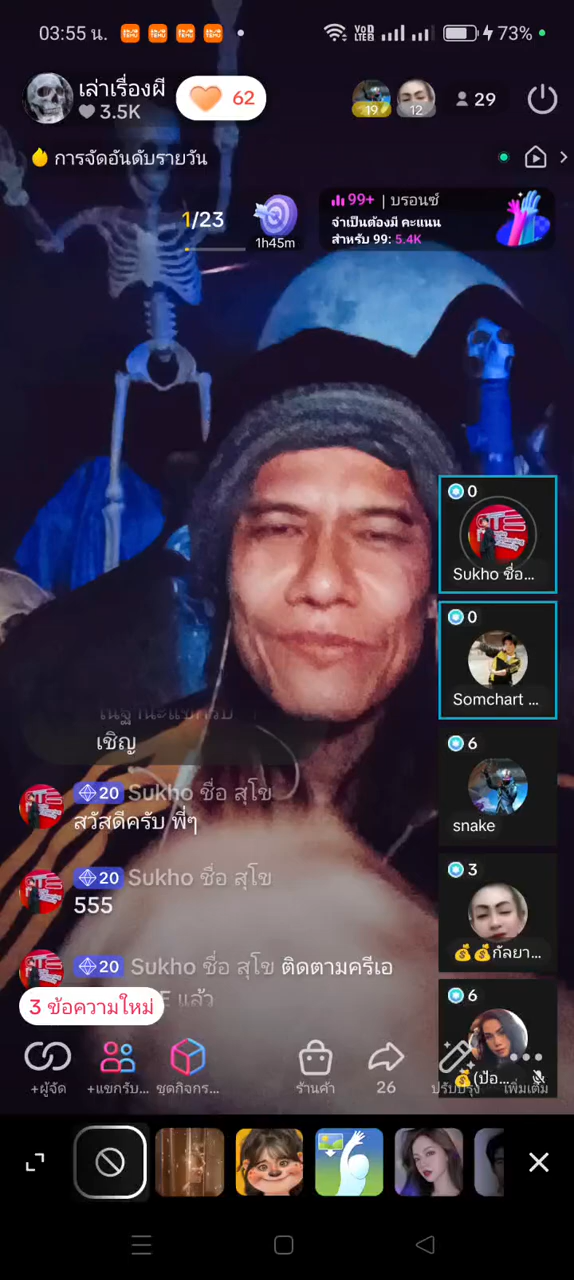 03:55 น.
VoD
LTE2
73%
เล่าเรื่องผี
3.5K
62
19
12
29
การจัดอันดับรายวัน
1/23
1h45m
99+ | บรอนซ์
จำเป็นต้องมี คะแนน
สำหรับ 99: 5.4K
0
Sukho ชื่อ...
0
Somchart ...
6
snake
3
กัลยา...
6
(ป้อ...
เชิญ
20 Sukho ชื่อ สุโข
สวัสดีครับ พี่ๆ
20 Sukho ชื่อ สุโข
555
20 Sukho ชื่อ สุโข ติดตามครีเอ
แล้ว
3 ข้อความใหม่
+ผู้จัด
+แขกรับ...
ชุดกิจกร...
ร้านค้า
26
ปรับปรุง
เพิ่มเติม